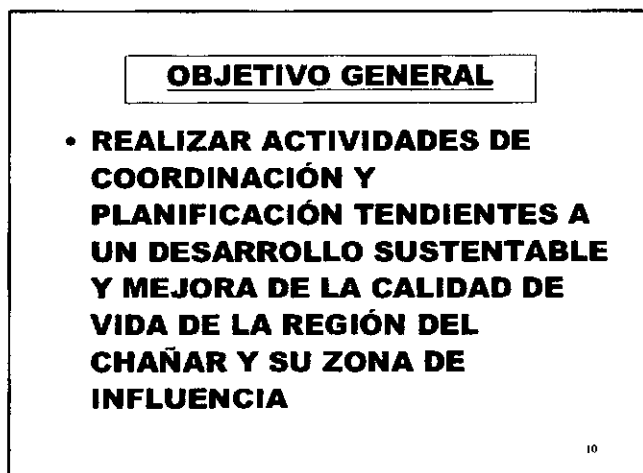 OBJETIVO GENERAL
• REALIZAR ACTIVIDADES DE
COORDINACIÓN Y
PLANIFICACIÓN TENDIENTES A
UN DESARROLLO SUSTENTABLE
Y MEJORA DE LA CALIDAD DE
VIDA DE LA REGIÓN DEL
CHAÑAR Y SU ZONA DE
INFLUENCIA
10